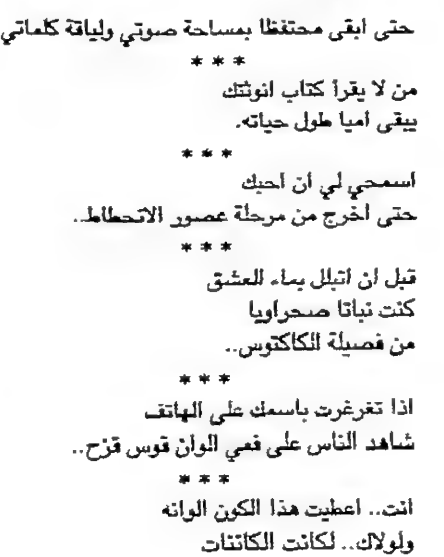 حتى ابقى محتفظا بمساحة صوتي ولياقة كلماتي
***
من لا يقرأ كتاب انوثتك
يبقى اميا طول حياته.
***
اسمحي لي ان احبك
حتى اخرج من مرحلة عصور الانحطاط..
***
قبل ان اتبلل بماء العشق
كنت نباتا صحراويا
من فصيلة الكاكتوس..
***
اذا تغرغرت باسمك على الهاتف
شاهد الناس على فمي الوان قوس قزح..
***
انت.. اعطيت هذا الكون الوانه
ولولاك.. لكانت الكائنات